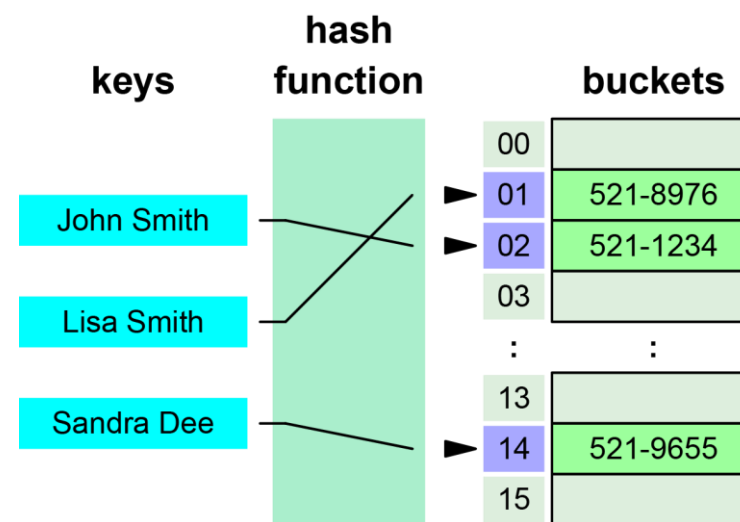 hash
keys function buckets
00
01 521-8976
John Smith
02 521-1234
Lisa Smith
03
: :
13
Sandra Dee
14 521-9655
15